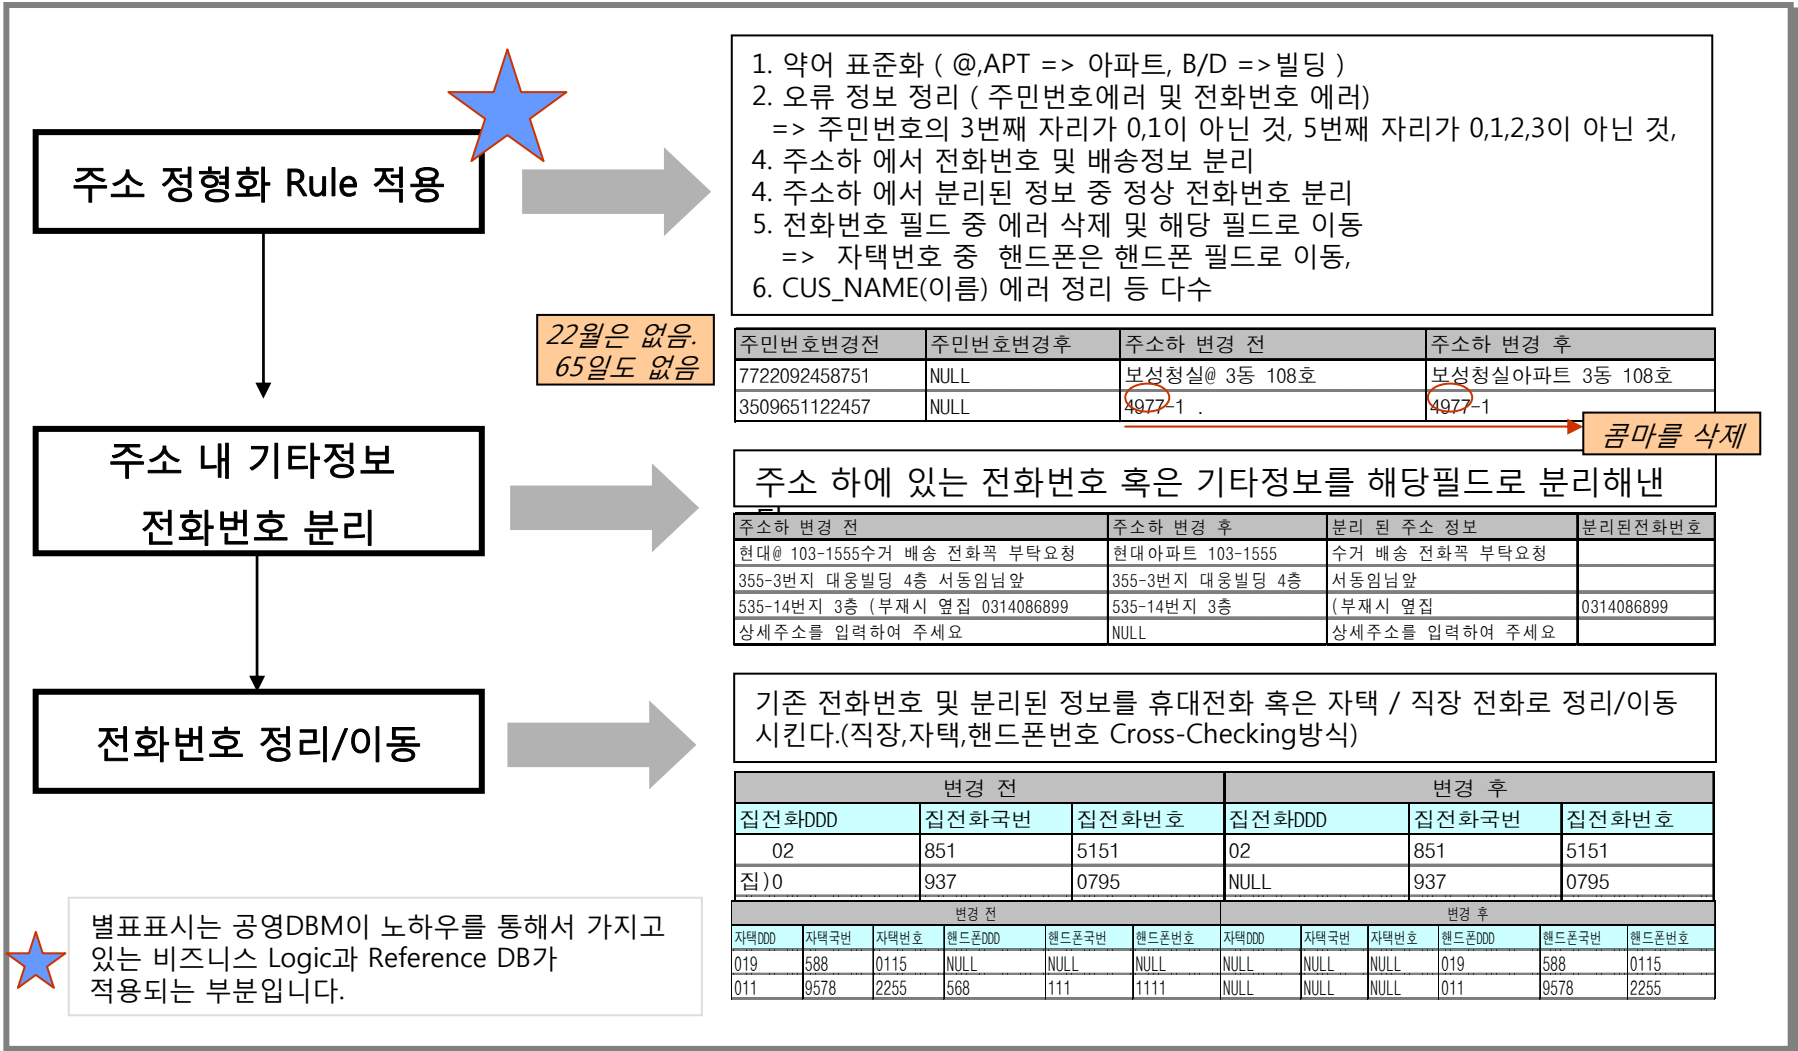 주소 정형화 Rule 적용
1. 약어 표준화 ( @,APT => 아파트, B/D =>빌딩 )
2. 오류 정보 정리 ( 주민번호에러 및 전화번호 에러)
=> 주민번호의 3번째 자리가 0,1이 아닌 것, 5번째 자리가 0,1,2,3이 아닌 것,
4. 주소하 에서 전화번호 및 배송정보 분리
4. 주소하 에서 분리된 정보 중 정상 전화번호 분리
5. 전화번호 필드 중 에러 삭제 및 해당 필드로 이동
=> 자택번호 중 핸드폰은 핸드폰 필드로 이동,
6. CUS_NAME(이름) 에러 정리 등 다수
22월은 없음.
65일도 없음
주민번호변경전 주민번호변경후 주소하 변경 전 주소하 변경 후
7722092458751 NULL 보성청실@ 3동 108호 보성청실아파트 3동 108호
3509651122457 NULL 4977-1 . 4977-1
콤마를 삭제
주소 내 기타정보
전화번호 분리
주소 하에 있는 전화번호 혹은 기타정보를 해당필드로 분리해낸
주소하 변경 전 주소하 변경 후 분리 된 주소 정보 분리된전화번호
현대@ 103-1555수거 배송 전화꼭 부탁요청 현대아파트 103-1555 수거 배송 전화꼭 부탁요청
355-3번지 대웅빌딩 4층 서동임님앞 355-3번지 대웅빌딩 4층 서동임님앞
535-14번지 3층 (부재시 옆집 0314086899 535-14번지 3층 (부재시 옆집 0314086899
상세주소를 입력하여 주세요 NULL 상세주소를 입력하여 주세요
전화번호 정리/이동
기존 전화번호 및 분리된 정보를 휴대전화 혹은 자택 / 직장 전화로 정리/이동
시킨다.(직장,자택,핸드폰번호 Cross-Checking방식)
변경 전 변경 후
집전화DDD 집전화국번 집전화번호 집전화DDD 집전화국번 집전화번호
02 851 5151 02 851 5151
집)0 937 0795 NULL 937 0795
변경 전 변경 후
자택DDD 자택국번 자택번호 핸드폰DDD 핸드폰국번 핸드폰번호 자택DDD 자택국번 자택번호 핸드폰DDD 핸드폰국번 핸드폰번호
019 588 0115 NULL NULL NULL NULL NULL NULL 019 588 0115
011 9578 2255 568 111 1111 NULL NULL NULL 011 9578 2255
별표표시는 공영DBM이 노하우를 통해서 가지고
있는 비즈니스 Logic과 Reference DB가
적용되는 부분입니다.